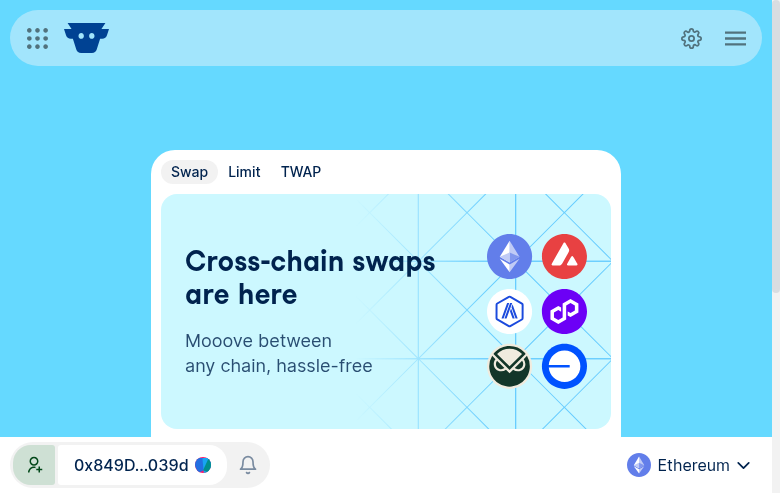 Swap Limit TWAP
Cross-chain swaps
are here
Mooove between
any chain, hassle-free
0x849D...039d
Ethereum